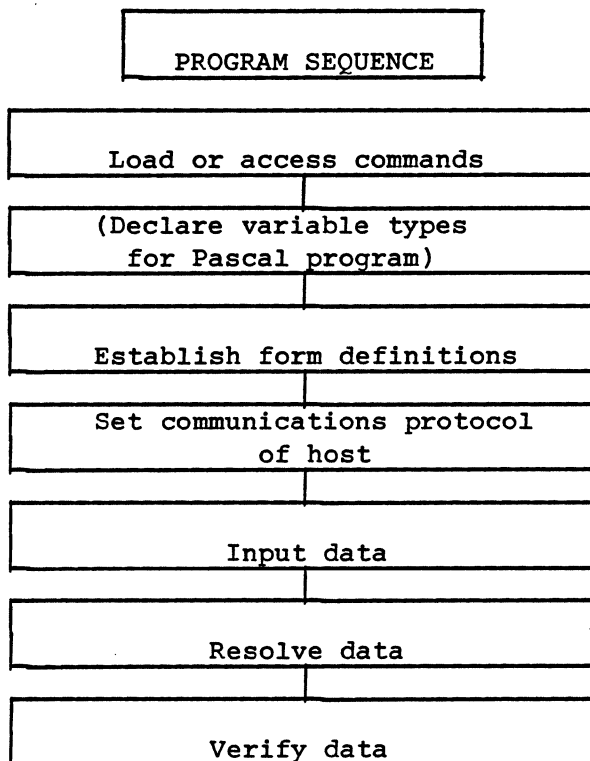 PROGRAM SEQUENCE
Load or access commands
(Declare variable types
for Pascal program)
Establish form definitions
Set communications protocol
of host
Input data
Resolve data
Verify data